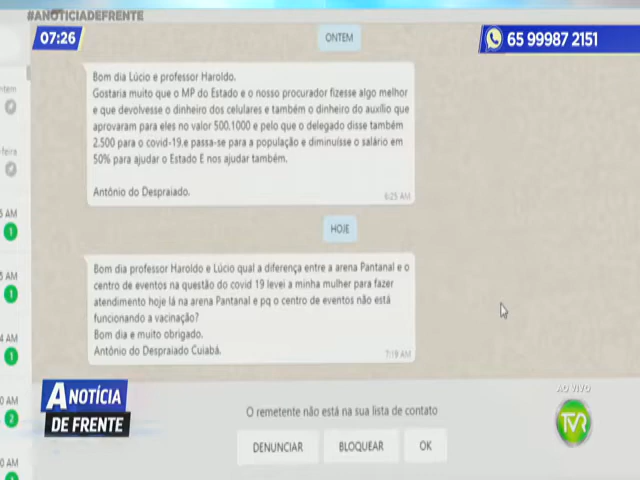 #ANOTICIADEFRENTE
07:26
ONTEM
65 99987 2151
Bom dia Lúcio e professor Haroldo.
Gostaria muito que o MP do Estado e o nosso procurador fizesse algo melhor
e que devolvesse o dinheiro dos celulares e também o dinheiro do auxílio que
aprovaram para eles no valor 500.1000 e pelo que o delegado disse também
2.500 para o covid-19.e passa-se para a população e diminuísse o salário em
50% para ajudar o Estado E nos ajudar também.
Antônio do Despraiado.
6:25 AM
HOJE
Bom dia professor Haroldo e Lúcio qual a diferença entre a arena Pantanal e o
centro de eventos na questão do covid 19 levei a minha mulher para fazer
atendimento hoje lá na arena Pantanal e pq o centro de eventos não está
funcionando a vacinação?
Bom dia e muito obrigado.
Antônio do Despraiado Cuiabá.
7:19 AM
A NOTÍCIA
DE FRENTE
O remetente não está na sua lista de contato
DENUNCIAR
BLOQUEAR
OK
AO VIVO
TVR